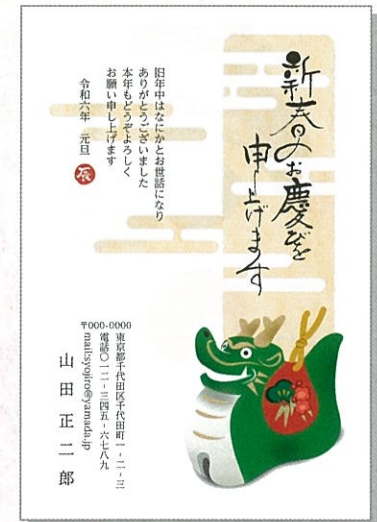 新春のお慶びを
申し上げます
旧年中はなにかとお世話になり
ありがとうございました
本年もどうぞよろしく
お願い申し上げます
令和六年 元旦
辰
〒000-0000
東京都千代田区千代田町一-二-三
電話〇一二-三四五-六七八九
mail:syojiro@yamada.jp
山田正二郎